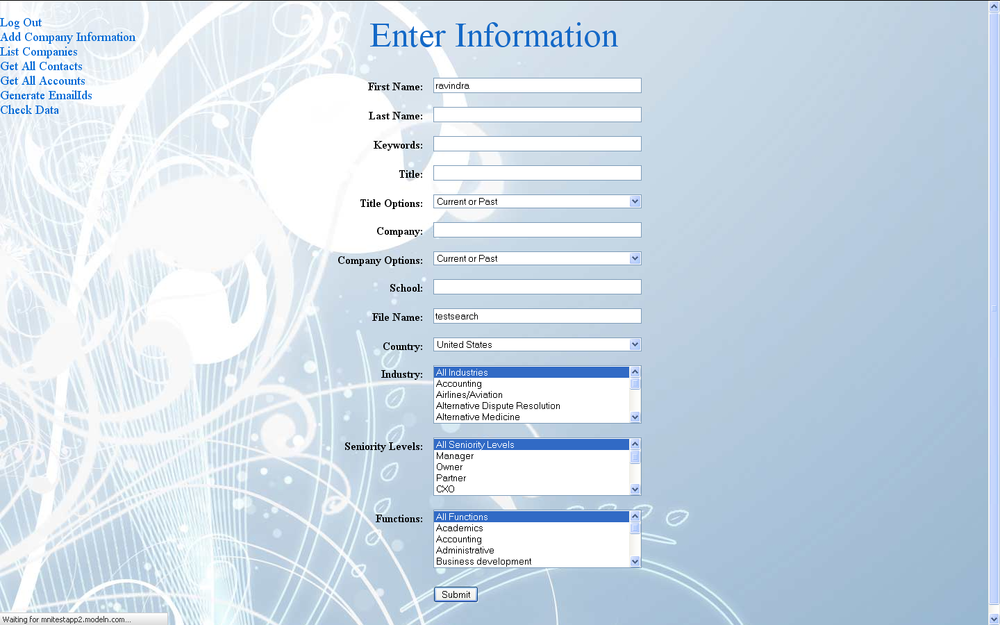 Log Out
Add Company Information
List Companies
Get All Contacts
Get All Accounts
Generate EmailIds
Check Data
Enter Information
First Name: ravindra
Last Name:
Keywords:
Title:
Title Options: Current or Past
Company:
Company Options: Current or Past
School:
File Name: testsearch
Country: United States
Industry: All Industries
Accounting
Airlines/Aviation
Alternative Dispute Resolution
Alternative Medicine
Seniority Levels: All Seniority Levels
Manager
Owner
Partner
CXO
Functions: All Functions
Academics
Accounting
Administrative
Business development
Submit
Waiting for mnitestapp2.modeln.com...